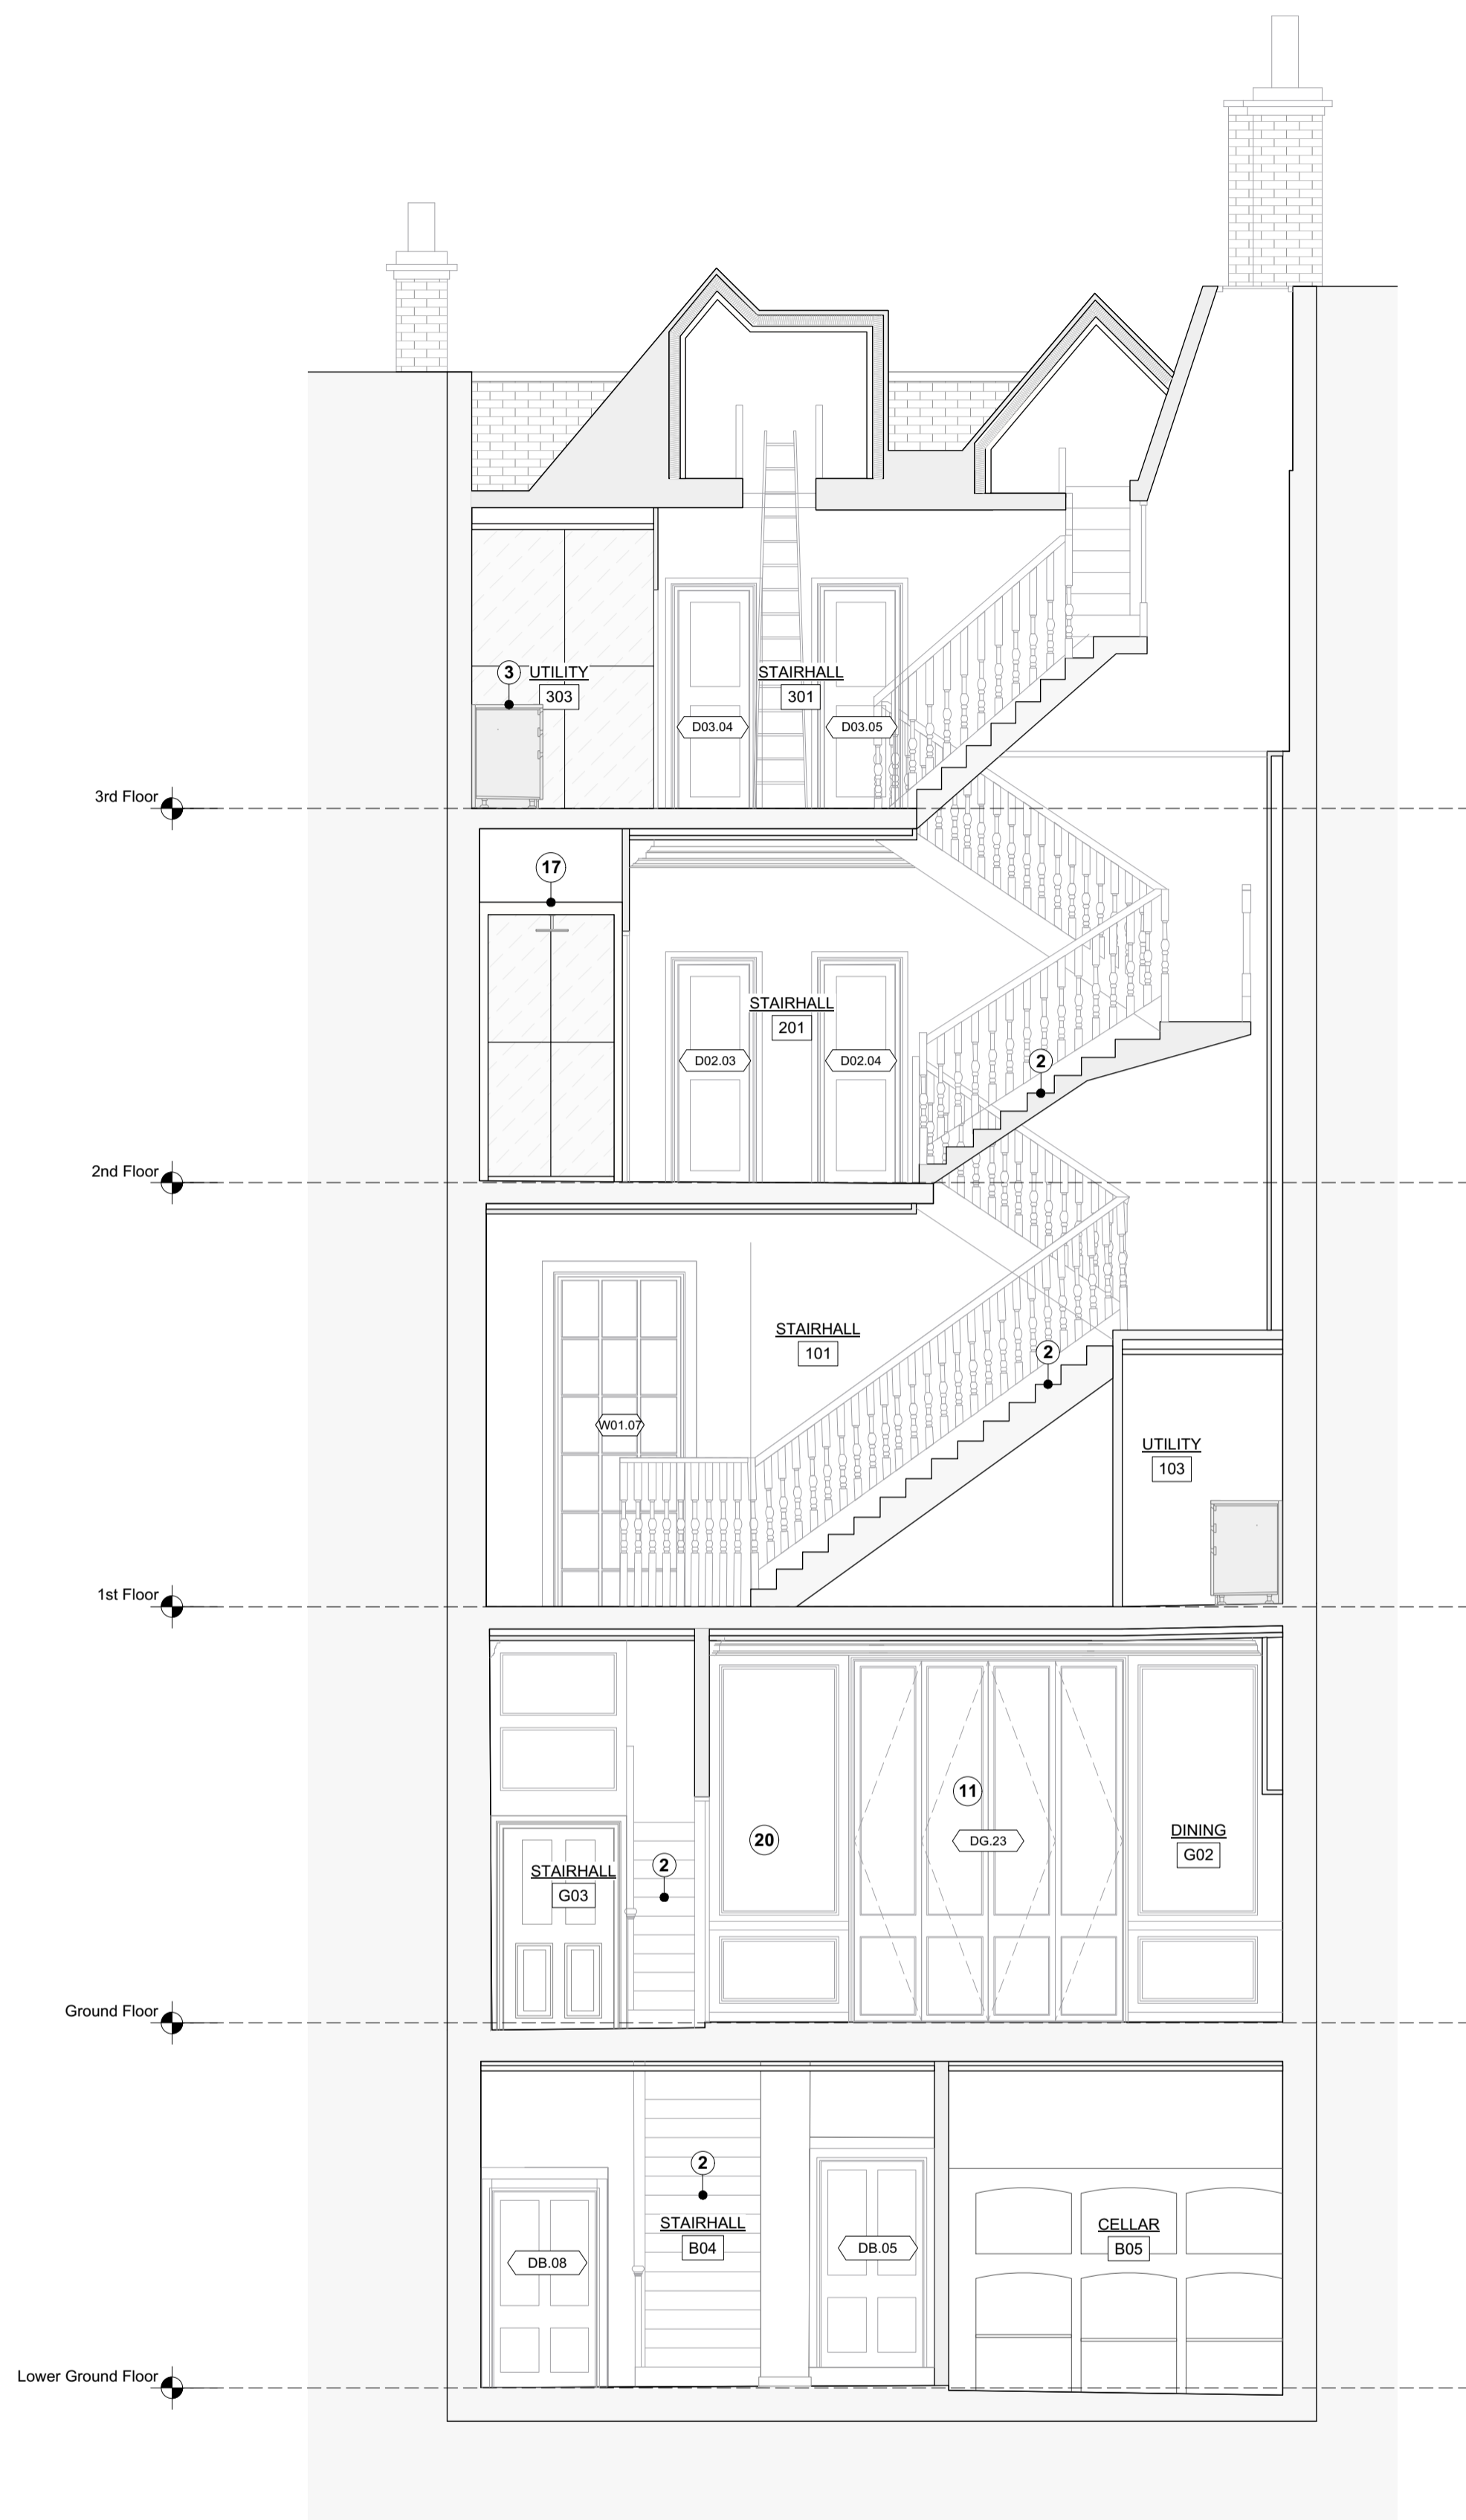 3 UTILITY
303
STAIRHALL
301
D03.04
D03.05
3rd Floor
17
STAIRHALL
201
D02.03
D02.04
2
2nd Floor
STAIRHALL
101
2
W01.07
UTILITY
103
1st Floor
11
20
DG.23
DINING
G02
2
STAIRHALL
G03
Ground Floor
2
STAIRHALL
B04
CELLAR
B05
DB.08
DB.05
Lower Ground Floor